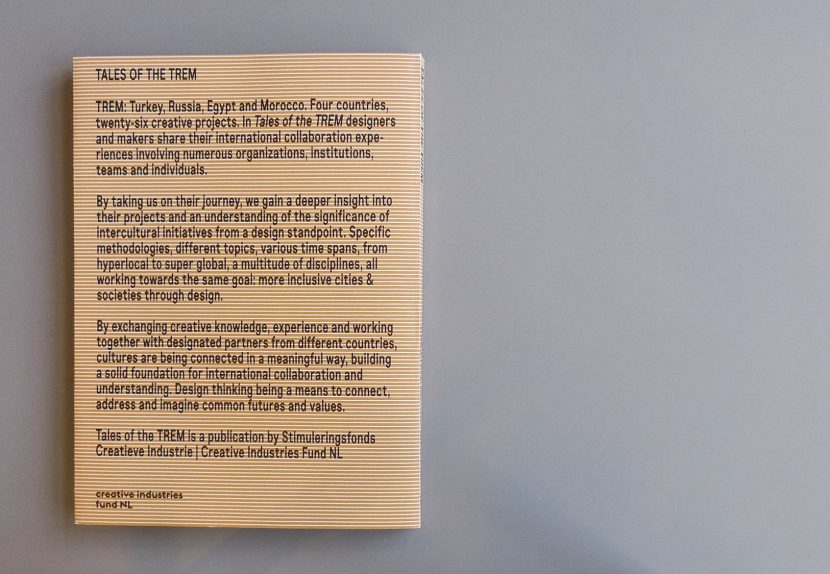 TALES OF THE TREM
TREM: Turkey, Russia, Egypt and Morocco. Four countries,
twenty-six creative projects. In Tales of the TREM designers
and makers share their international collaboration expe-
riences involving numerous organizations, institutions,
teams and individuals.
By taking us on their journey, we gain a deeper insight into
their projects and an understanding of the significance of
intercultural initiatives from a design standpoint. Specific
methodologies, different topics, various time spans, from
hyperlocal to super global, a multitude of disciplines, all
working towards the same goal: more inclusive cities &
societies through design.
By exchanging creative knowledge, experience and working
together with designated partners from different countries,
cultures are being connected in a meaningful way, building
a solid foundation for international collaboration and
understanding. Design thinking being a means to connect,
address and imagine common futures and values.
Tales of the TREM is a publication by Stimuleringsfonds
Creatieve Industrie | Creative Industries Fund NL
creative industries
fund NL